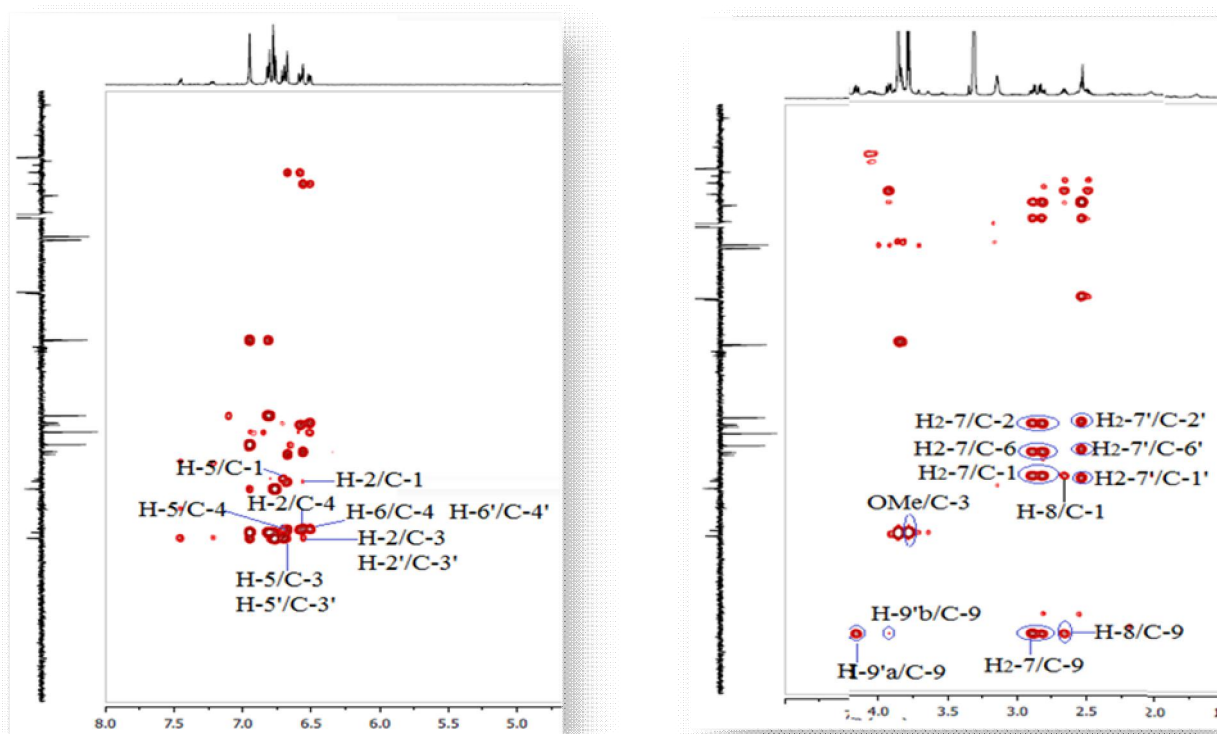 H-5/C-1
H-2/C-1
H-2/C-4
H-5/C-4
H-6/C-4 H-6'/C-4'
H-2/C-3
H-2'/C-3'
H-5/C-3
H-5'/C-3'
8.0 7.5 7.0 6.5 6.0 5.5 5.0
H2-7/C-2 H2-7'/C-2'
H2-7/C-6 H2-7'/C-6'
H2-7/C-1 H2-7'/C-1'
OMe/C-3 H-8/C-1
H-9'b/C-9
H-8/C-9
H2-7/C-9
H-9'a/C-9
4.0 3.5 3.0 2.5 2.0